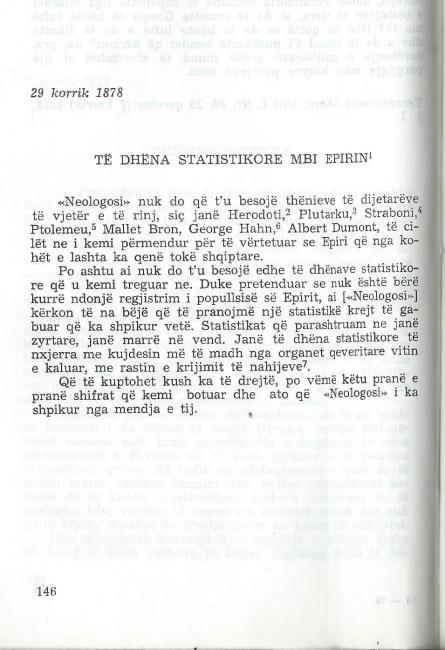 29 korrik 1878
TË DHËNA STATISTIKORE MBI EPIRIN¹
«Neologosi» nuk do që t'u besojë thënieve të dijetarëve
të vjetër e të rinj, siç janë Herodoti,² Plutarku,³ Straboni,⁴
Ptolemeu,⁵ Mallet Bron, George Hahn,⁶ Albert Dumont, të ci-
lët ne i kemi përmendur për të vërtetuar se Epiri që nga ko-
hët e lashta ka qenë tokë shqiptare.
Po ashtu ai nuk do t'u besojë edhe të dhënave statistiko-
re që u kemi treguar ne. Duke pretenduar se nuk është bërë
kurrë ndonjë regjistrim i popullsisë së Epirit, ai [«Neologosi»]
kërkon të na bëjë që të pranojmë një statistikë krejt të ga-
buar që ka shpikur vetë. Statistikat që parashtruam ne janë
zyrtare, janë marrë në vend. Janë të dhëna statistikore të
nxjerra me kujdesin më të madh nga organet qeveritare vitin
e kaluar, me rastin e krijimit të nahijeve⁷.
Që të kuptohet kush ka të drejtë, po vëmë këtu pranë e
pranë shifrat që kemi botuar dhe ato që «Neologosi» i ka
shpikur nga mendja e tij.
146